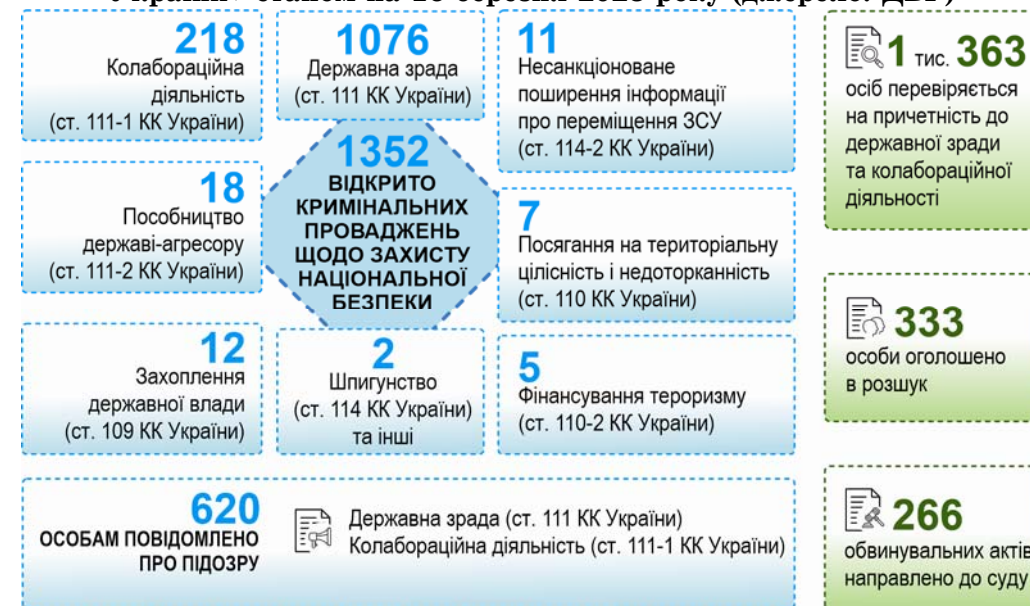 218
Колабораційна
діяльність
(ст. 111-1 КК України)
1076
Державна зрада
(ст. 111 КК України)
11
Несанкціоноване
поширення інформації
про переміщення ЗСУ
(ст. 114-2 КК України)
1352
ВІДКРИТО
КРИМІНАЛЬНИХ
ПРОВАДЖЕНЬ
ЩОДО ЗАХИСТУ
НАЦІОНАЛЬНОЇ
БЕЗПЕКИ
18
Пособництво
державі-агресору
(ст. 111-2 КК України)
7
Посягання на територіальну
цілісність і недоторканність
(ст. 110 КК України)
12
Захоплення
державної влади
(ст. 109 КК України)
2
Шпигунство
(ст. 114 КК України)
та інші
5
Фінансування тероризму
(ст. 110-2 КК України)
620
ОСОБАМ ПОВІДОМЛЕНО
ПРО ПІДОЗРУ
Державна зрада (ст. 111 КК України)
Колабораційна діяльність (ст. 111-1 КК України)
1 тис. 363
осіб перевіряється
на причетність до
державної зради
та колабораційної
діяльності
333
особи оголошено
в розшук
266
обвинувальних актів
направлено до суду